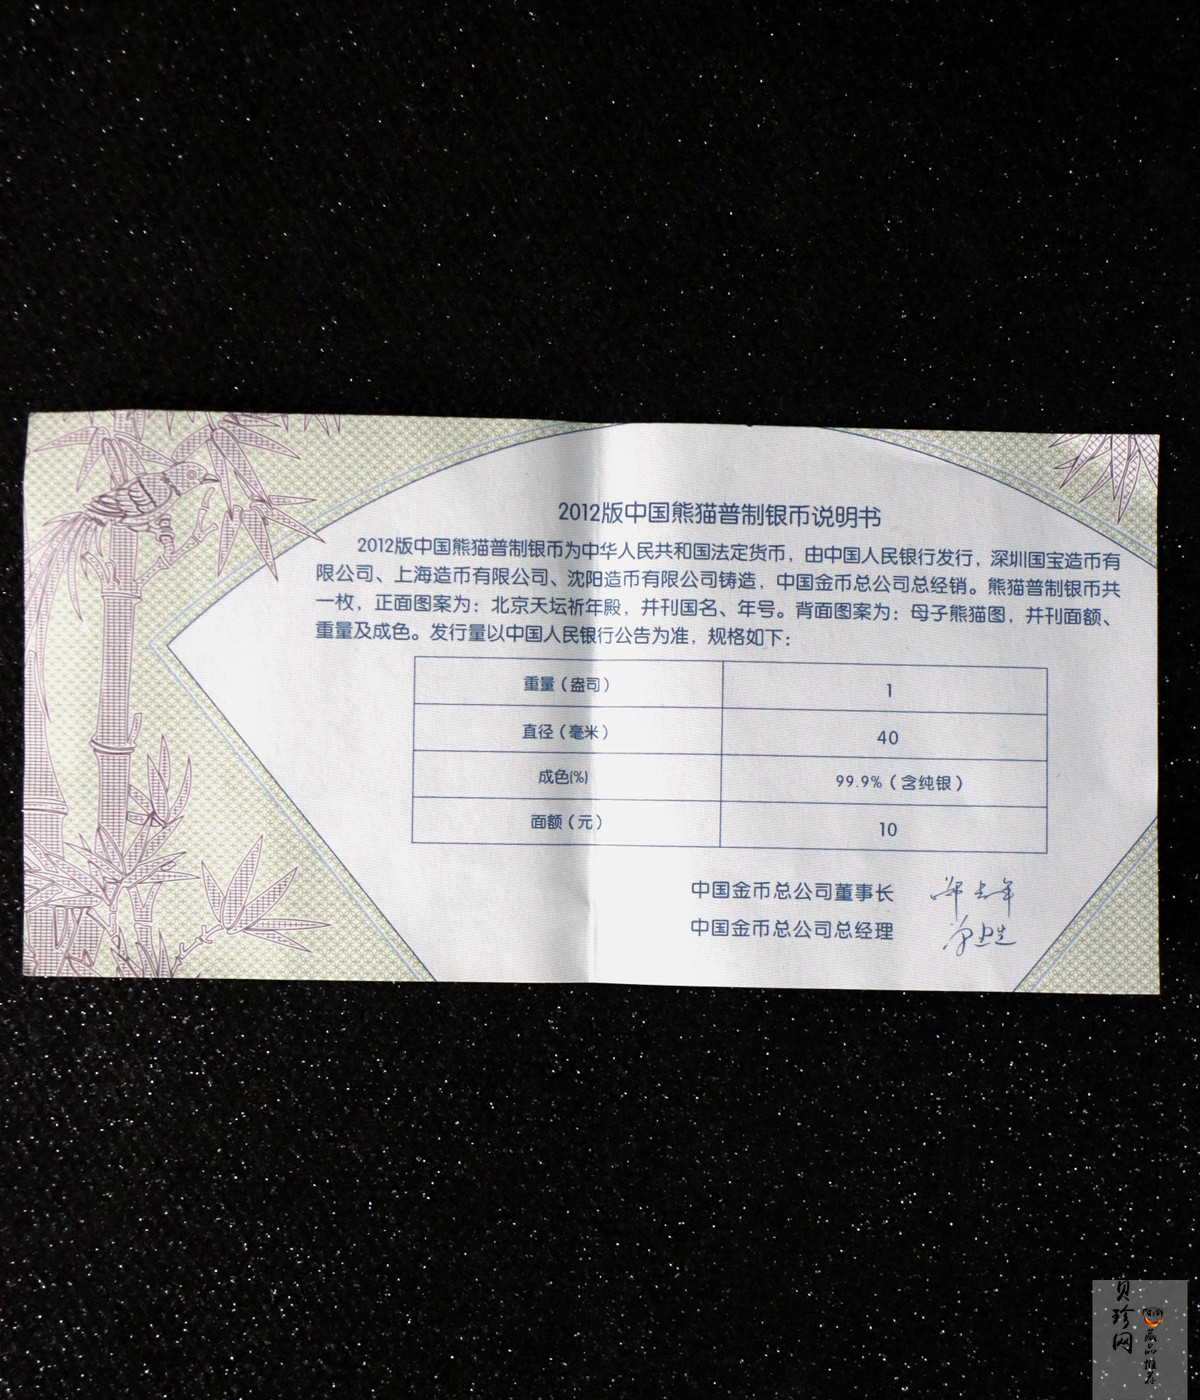 2012版中国熊猫普制银币说明书
2012版中国熊猫普制银币为中华人民共和国法定货币，由中国人民银行发行，深圳国宝造币有
限公司、上海造币有限公司、沈阳造币有限公司铸造，中国金币总公司总经销。熊猫普制银币共
一枚，正面图案为：北京天坛祈年殿，并刊国名、年号。背面图案为：母子熊猫图，并刊面额、
重量及成色。发行量以中国人民银行公告为准，规格如下：
重量（盎司） 1
直径（毫米） 40
成色(%) 99.9%（含纯银）
面额（元） 10
中国金币总公司董事长
中国金币总公司总经理
贝珍网
藏品推荐